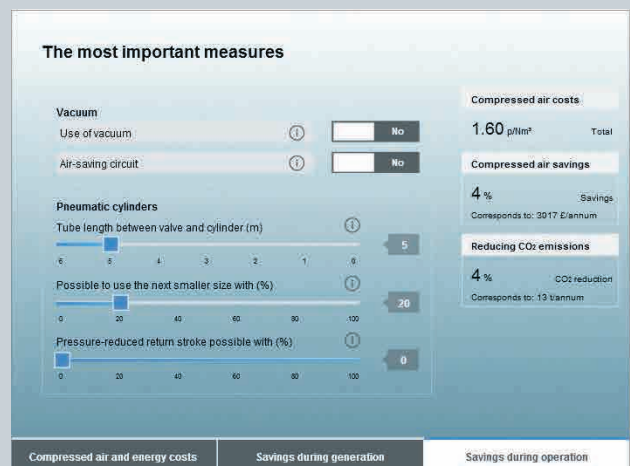 The most important measures
Vacuum
Use of vacuum
No
Air-saving circuit
No
Pneumatic cylinders
Tube length between valve and cylinder (m)
5
6 5 4 3 2 1 0
Possible to use the next smaller size with (%)
20
0 20 40 60 80 100
Pressure-reduced return stroke possible with (%)
0
0 20 40 60 80 100
Compressed air costs
1.60 p/Nm³ Total
Compressed air savings
4 % Savings
Corresponds to: 3017 £/annum
Reducing CO₂ emissions
4 % CO₂ reduction
Corresponds to: 13 t/annum
Compressed air and energy costs
Savings during generation
Savings during operation